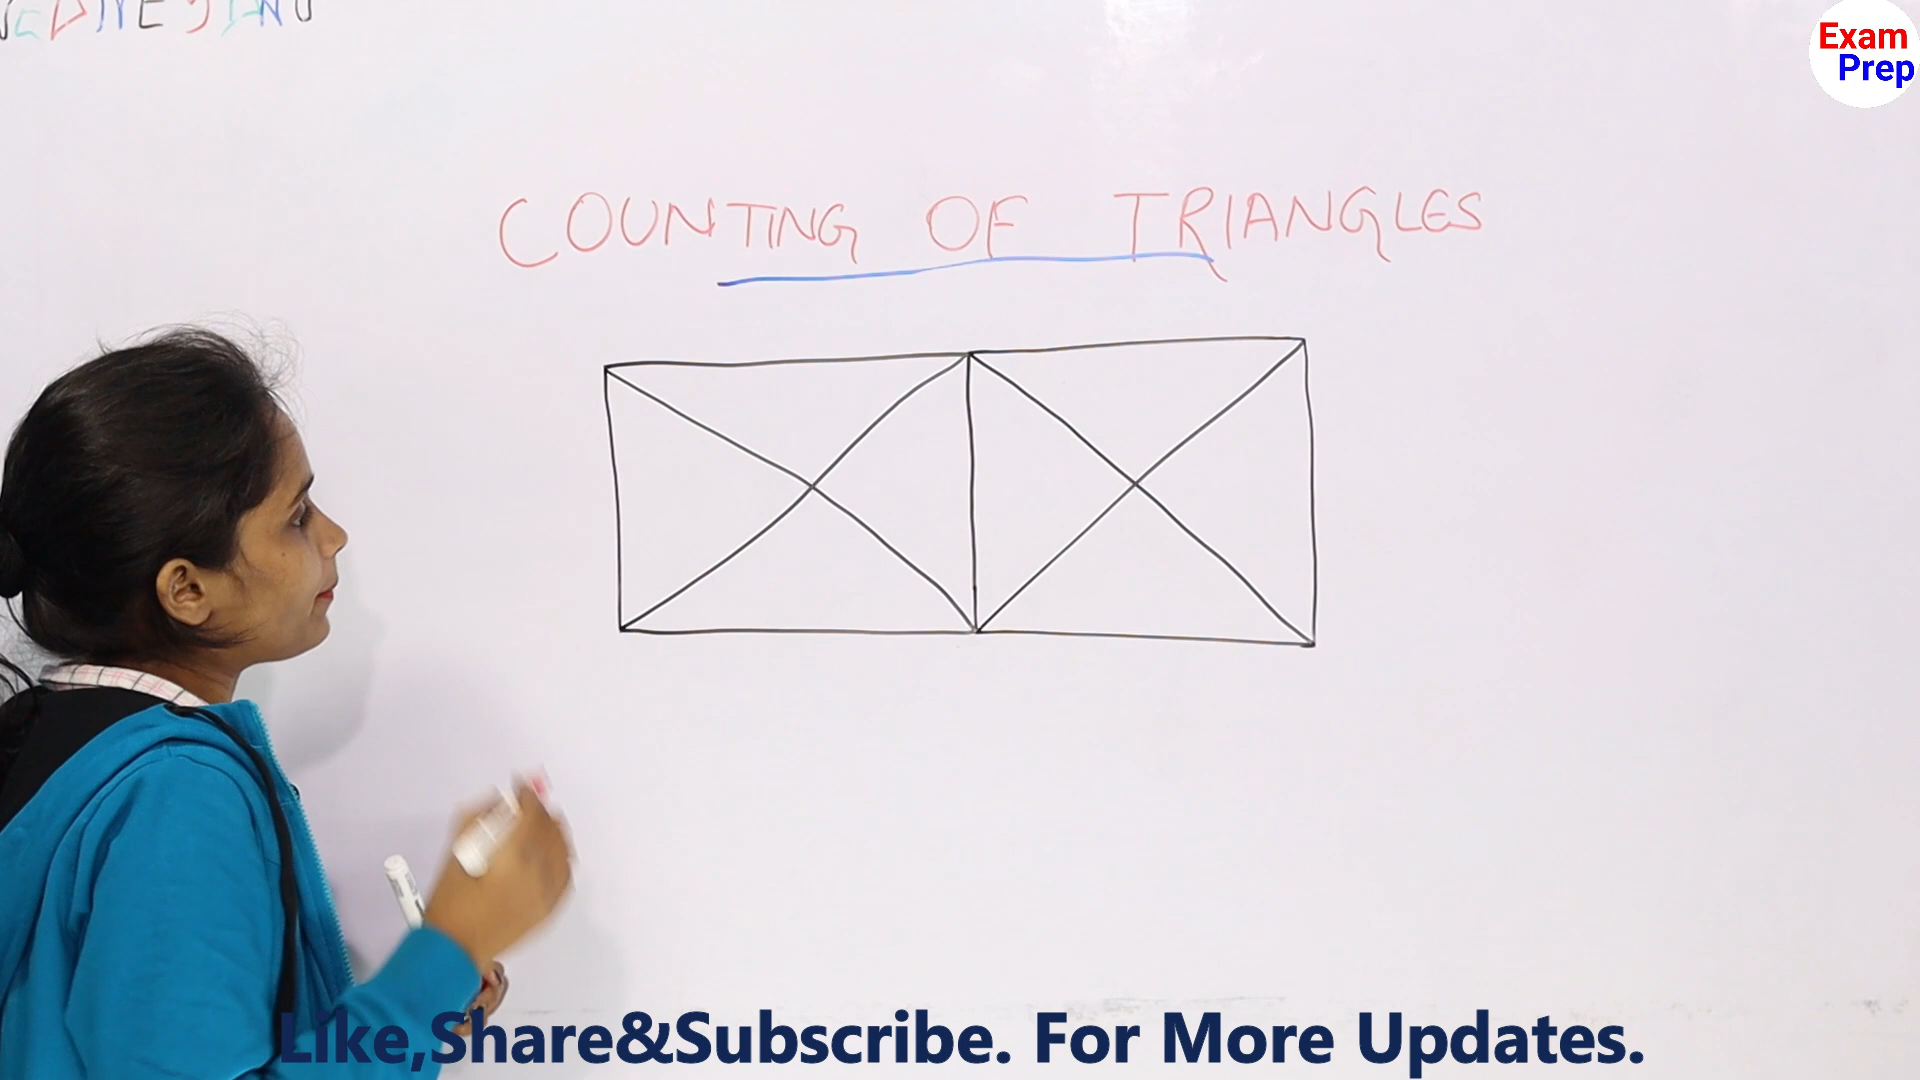 Exam
Prep
COUNTING OF TRIANGLES
Like,Share&Subscribe. For More Updates.